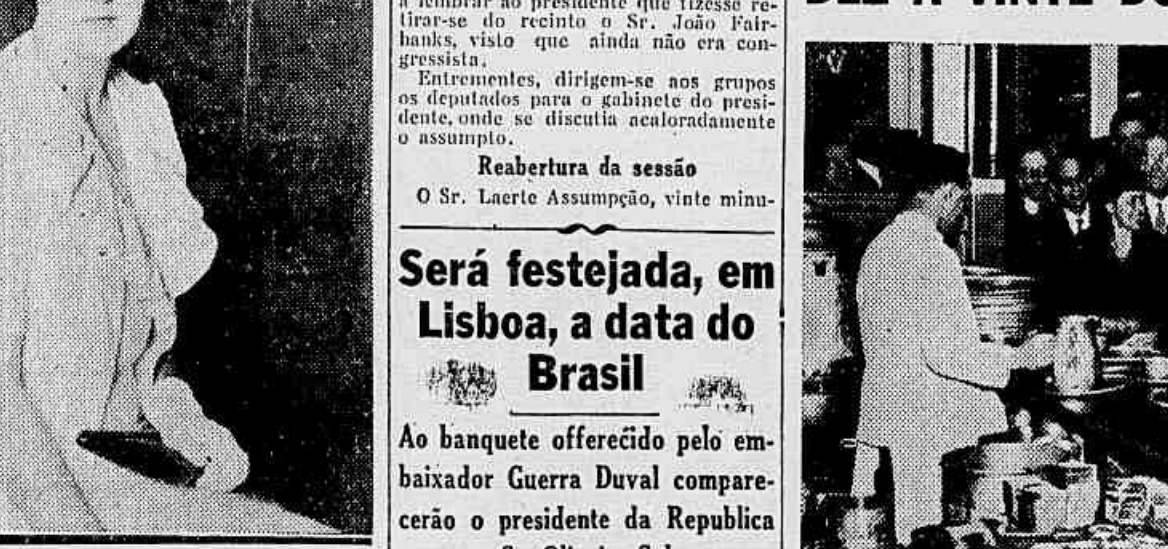 a lembrar ao presidente que fizesse re-
tirar-se do recinto o Sr. João Fair-
banks, visto que ainda não era con-
gressista.
Entrementes, dirigem-se aos grupos
os deputados para o gabinete do presi-
dente, onde se discutia acaloradamente
o assumpto.
Reabertura da sessão
O Sr. Laerte Assumpção, vinte minu-
Será festejada, em
Lisboa, a data do
Brasil
Ao banquete offerecido pelo em-
baixador Guerra Duval compare-
cerão o presidente da Republica